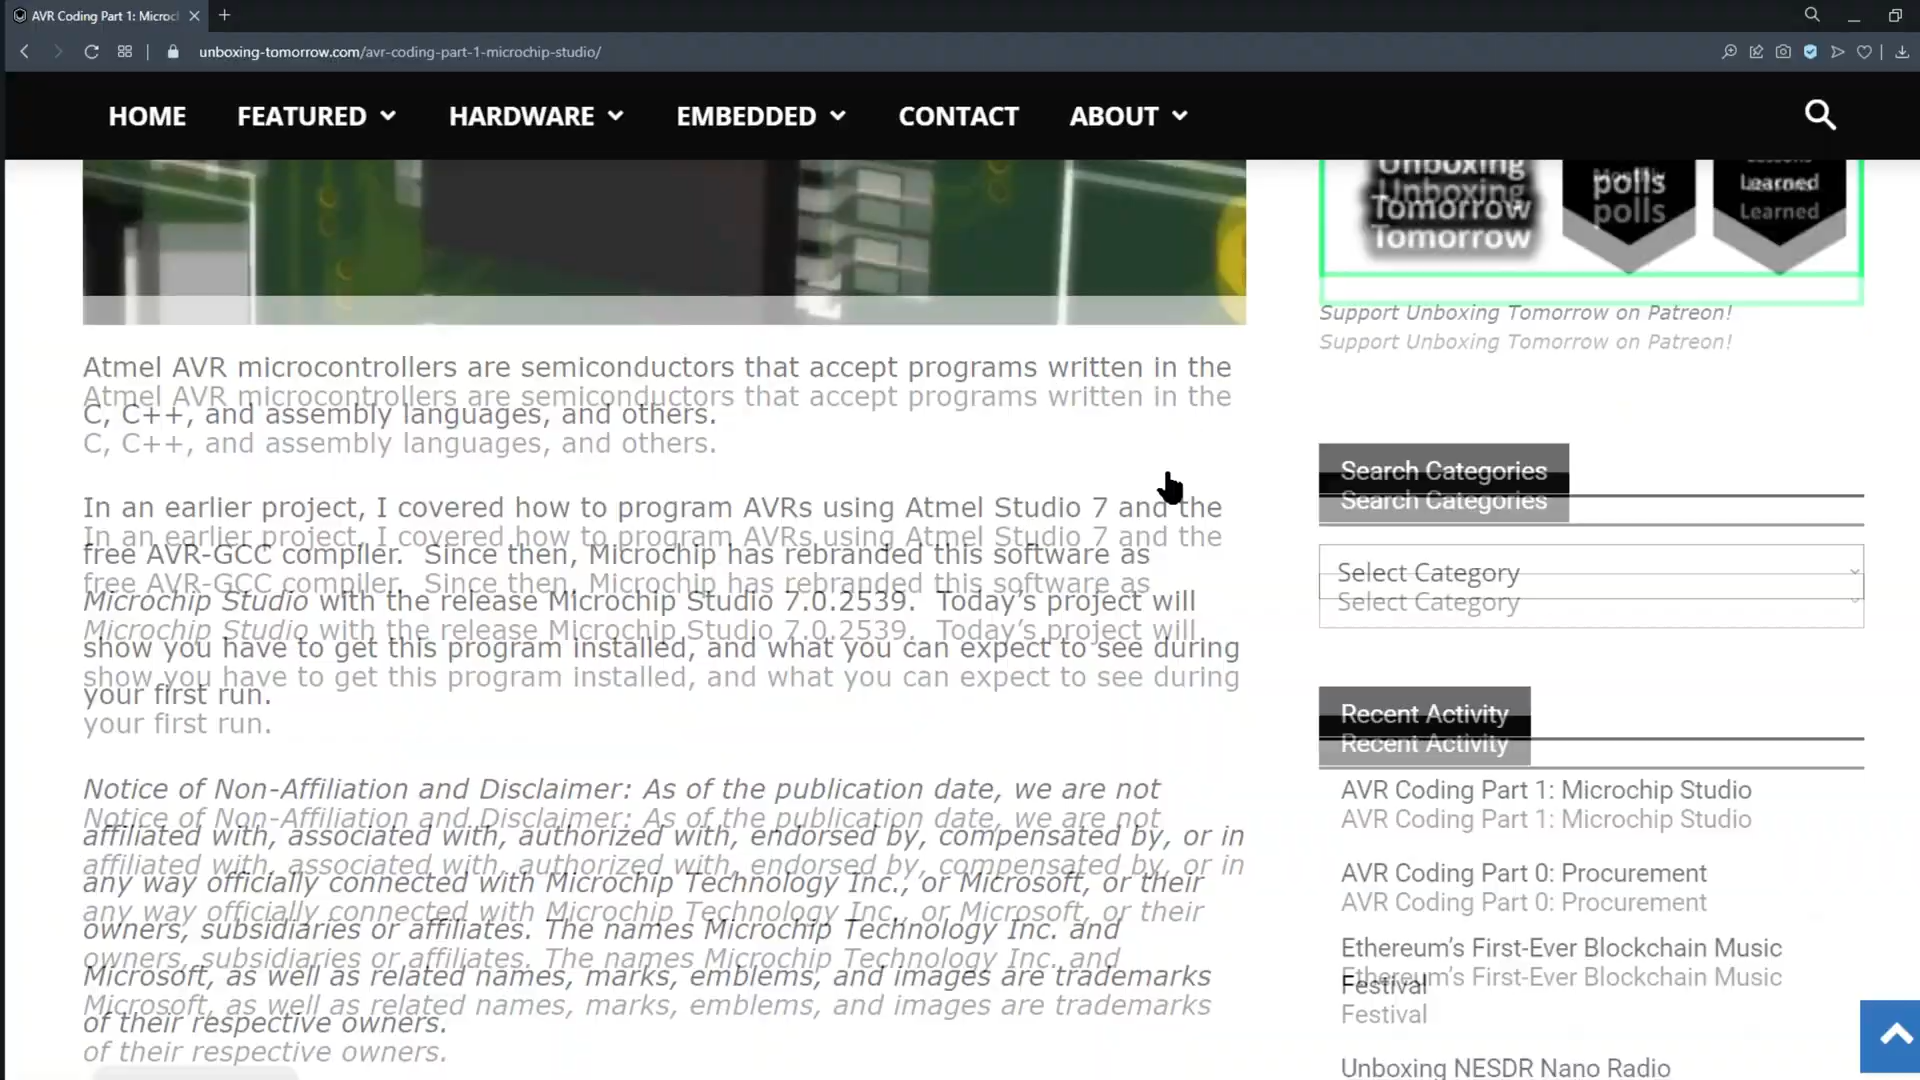 AVR Coding Part 1: Microc
unboxing-tomorrow.com/avr-coding-part-1-microchip-studio/
HOME FEATURED HARDWARE EMBEDDED CONTACT ABOUT
Unboxing
Tomorrow
polls
Learned
Support Unboxing Tomorrow on Patreon!
Atmel AVR microcontrollers are semiconductors that accept programs written in the
C, C++, and assembly languages, and others.
In an earlier project, I covered how to program AVRs using Atmel Studio 7 and the
free AVR-GCC compiler. Since then, Microchip has rebranded this software as
Microchip Studio with the release Microchip Studio 7.0.2539. Today’s project will
show you have to get this program installed, and what you can expect to see during
your first run.
Notice of Non-Affiliation and Disclaimer: As of the publication date, we are not
affiliated with, associated with, authorized with, endorsed by, compensated by, or in
any way officially connected with Microchip Technology Inc., or Microsoft, or their
owners, subsidiaries or affiliates. The names Microchip Technology Inc. and
Microsoft, as well as related names, marks, emblems, and images are trademarks
of their respective owners.
Search Categories
Select Category
Recent Activity
AVR Coding Part 1: Microchip Studio
AVR Coding Part 0: Procurement
Ethereum’s First-Ever Blockchain Music
Festival
Unboxing NESDR Nano Radio